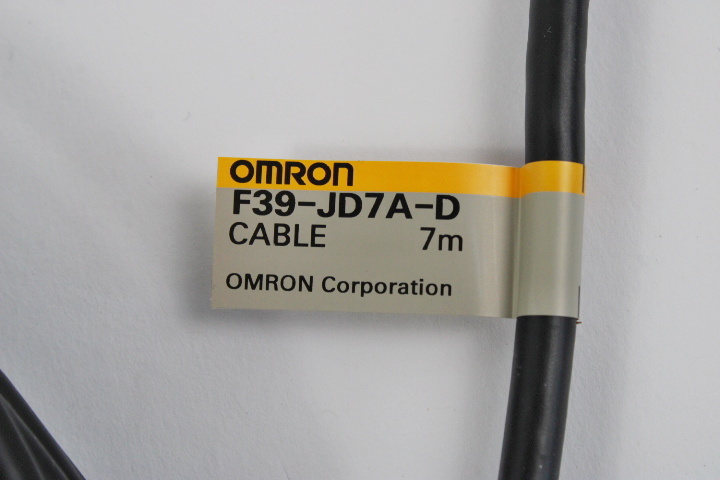 OMRON
F39-JD7A-D
CABLE 7m
OMRON Corporation